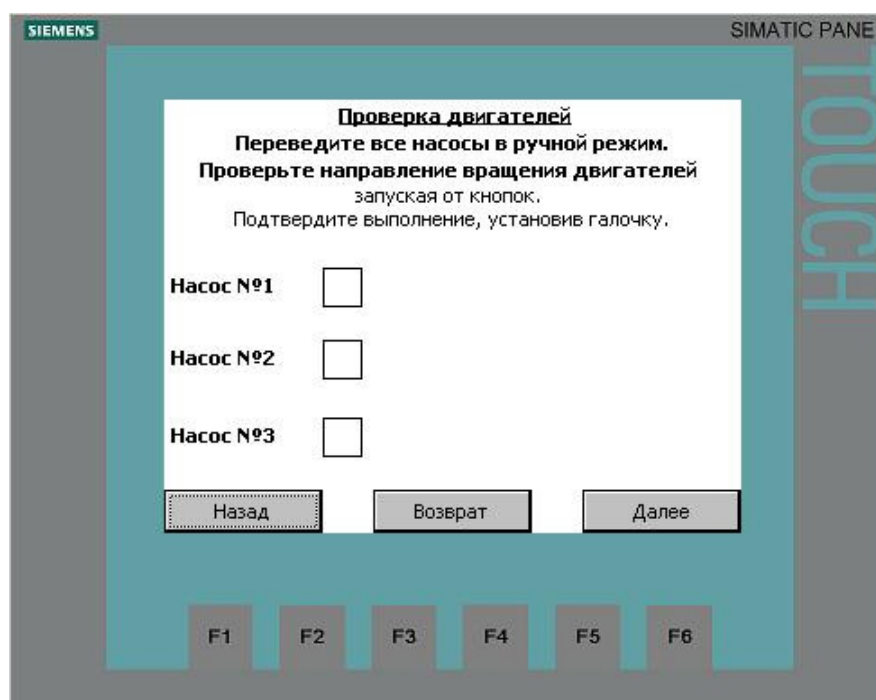 SIEMENS
SIMATIC PANE
TOUCH
Проверка двигателей
Переведите все насосы в ручной режим.
Проверьте направление вращения двигателей
запуская от кнопок.
Подтвердите выполнение, установив галочку.
Насос №1
Насос №2
Насос №3
Назад
Возврат
Далее
F1
F2
F3
F4
F5
F6